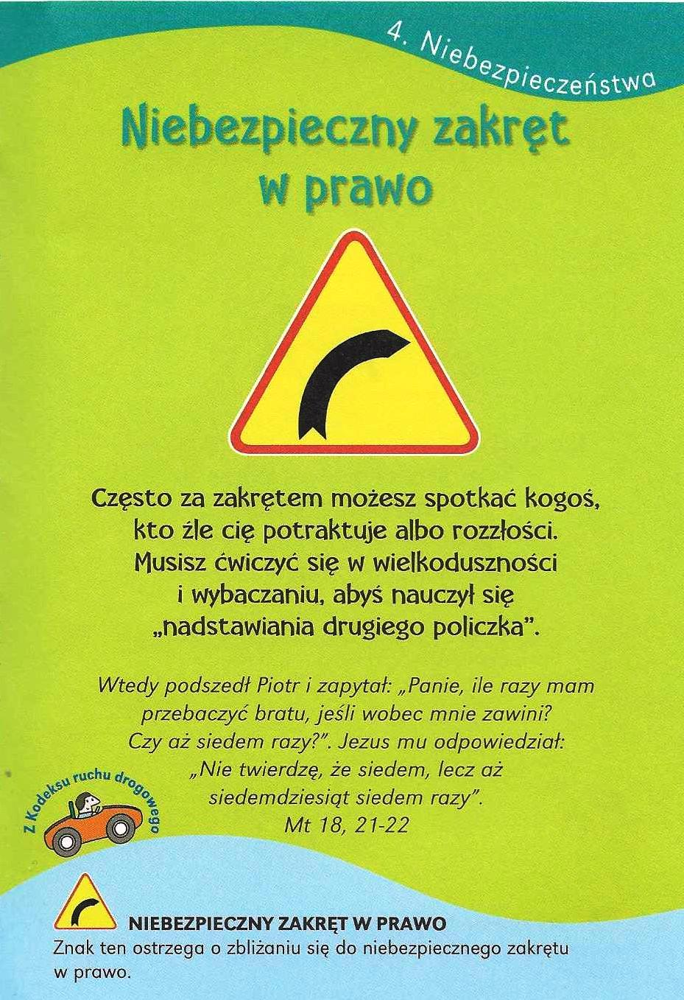 4. Niebezpieczeństwa
Niebezpieczny zakręt
w prawo
Często za zakrętem możesz spotkać kogoś,
kto źle cię potraktuje albo rozzłości.
Musisz ćwiczyć się w wielkoduszności
i wybaczaniu, abyś nauczył się
„nadstawiania drugiego policzka”.
Wtedy podszedł Piotr i zapytał: „Panie, ile razy mam
przebaczyć bratu, jeśli wobec mnie zawini?
Czy aż siedem razy?”. Jezus mu odpowiedział:
„Nie twierdzę, że siedem, lecz aż
siedemdziesiąt siedem razy”.
Mt 18, 21-22
Z Kodeksu ruchu drogowego
NIEBEZPIECZNY ZAKRĘT W PRAWO
Znak ten ostrzega o zbliżaniu się do niebezpiecznego zakrętu
w prawo.